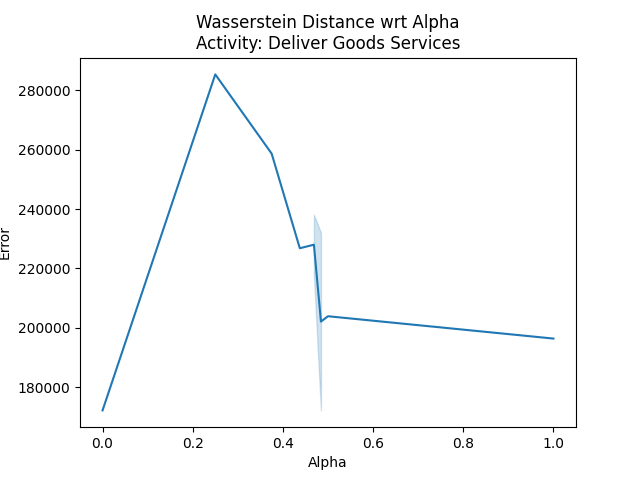 Wasserstein Distance wrt Alpha
Activity: Deliver Goods Services
280000
260000
240000
220000
200000
180000
Error
0.0 0.2 0.4 0.6 0.8 1.0
Alpha